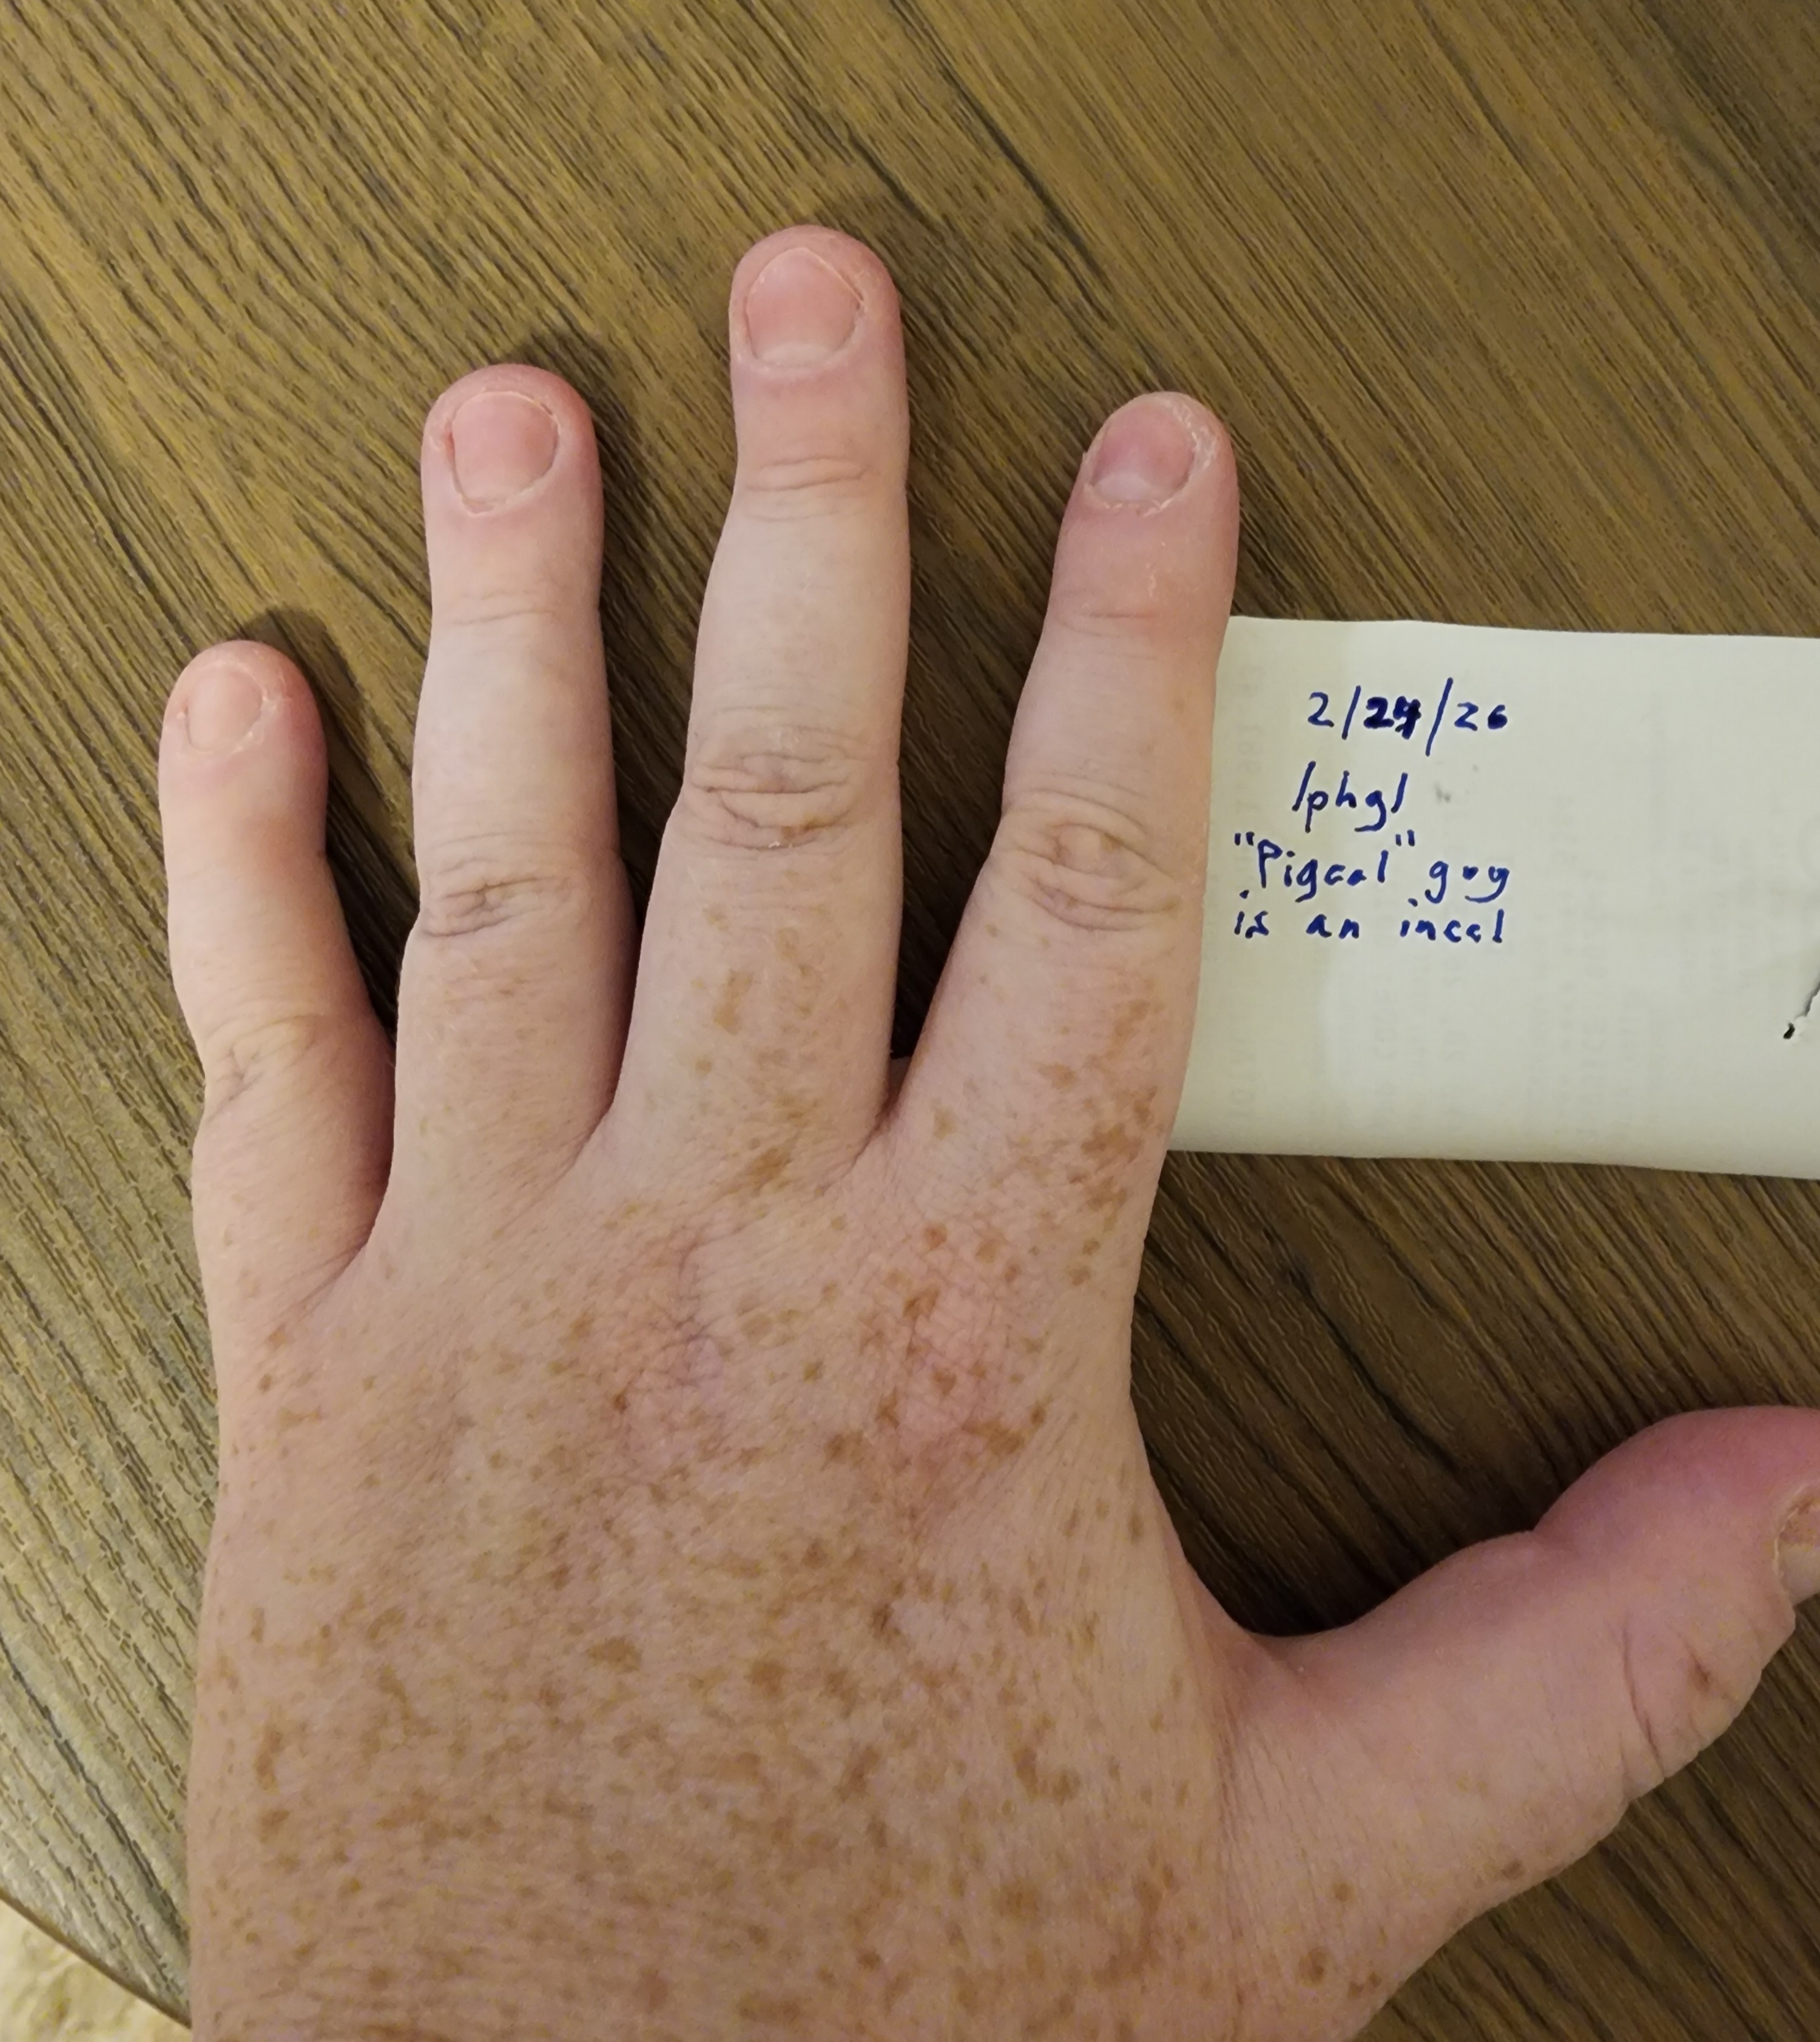 2/24/26
/phg/
"Pigcel" guy
is an incel